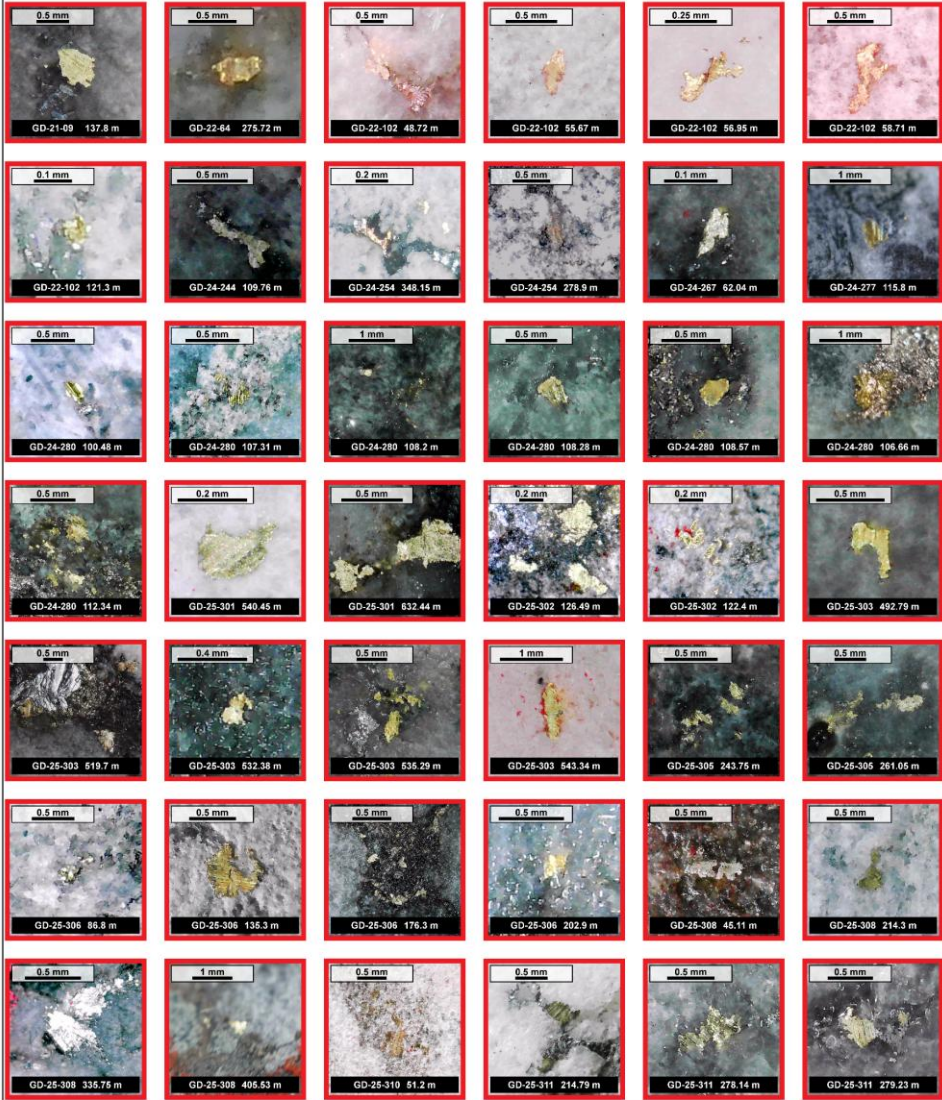 0.5 mm
0.5 mm
0.5 mm
0.5 mm
0.25 mm
0.5 mm
GD-21-09 137.8 m
GD-22-64 275.72 m
GD-22-102 48.72 m
GD-22-102 55.67 m
GD-22-102 56.95 m
GD-22-102 58.71 m
0.1 mm
0.5 mm
0.2 mm
0.5 mm
0.1 mm
1 mm
GD-22-102 121.3 m
GD-24-244 109.76 m
GD-24-254 348.15 m
GD-24-254 278.9 m
GD-24-267 62.04 m
GD-24-277 115.8 m
0.5 mm
0.5 mm
1 mm
0.5 mm
0.5 mm
1 mm
GD-24-280 100.48 m
GD-24-280 107.31 m
GD-24-280 108.2 m
GD-24-280 108.28 m
GD-24-280 108.57 m
GD-24-280 106.66 m
0.5 mm
0.2 mm
0.5 mm
0.2 mm
0.2 mm
0.5 mm
GD-24-280 112.34 m
GD-25-301 540.45 m
GD-25-301 632.44 m
GD-25-302 126.49 m
GD-25-302 122.4 m
GD-25-303 492.79 m
0.5 mm
0.4 mm
0.5 mm
1 mm
0.5 mm
0.5 mm
GD-25-303 519.7 m
GD-25-303 532.38 m
GD-25-303 535.29 m
GD-25-303 543.34 m
GD-25-305 243.75 m
GD-25-305 261.05 m
0.5 mm
0.5 mm
0.5 mm
0.5 mm
0.5 mm
0.5 mm
GD-25-306 86.8 m
GD-25-306 135.3 m
GD-25-306 176.3 m
GD-25-306 202.9 m
GD-25-308 45.11 m
GD-25-308 214.3 m
0.5 mm
1 mm
0.5 mm
0.5 mm
0.5 mm
0.5 mm
GD-25-308 335.75 m
GD-25-308 405.53 m
GD-25-310 51.2 m
GD-25-311 214.79 m
GD-25-311 278.14 m
GD-25-311 279.23 m